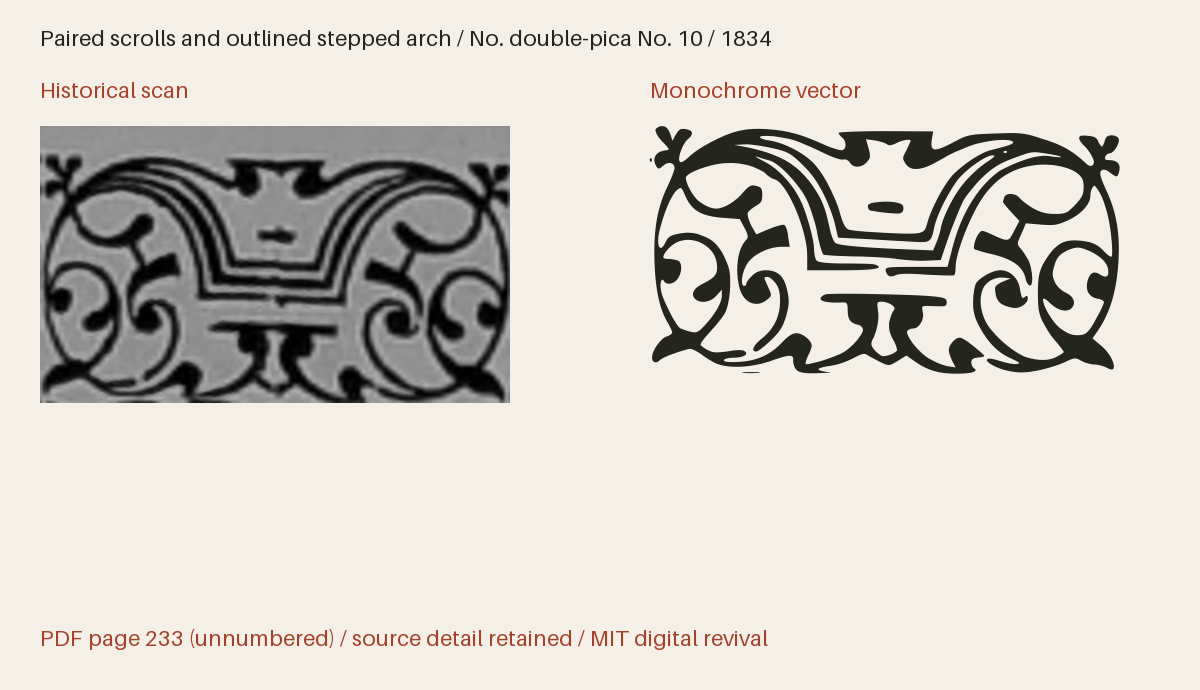 Paired scrolls and outlined stepped arch / No. double-pica No. 10 / 1834
Historical scan
Monochrome vector
PDF page 233 (unnumbered) / source detail retained / MIT digital revival